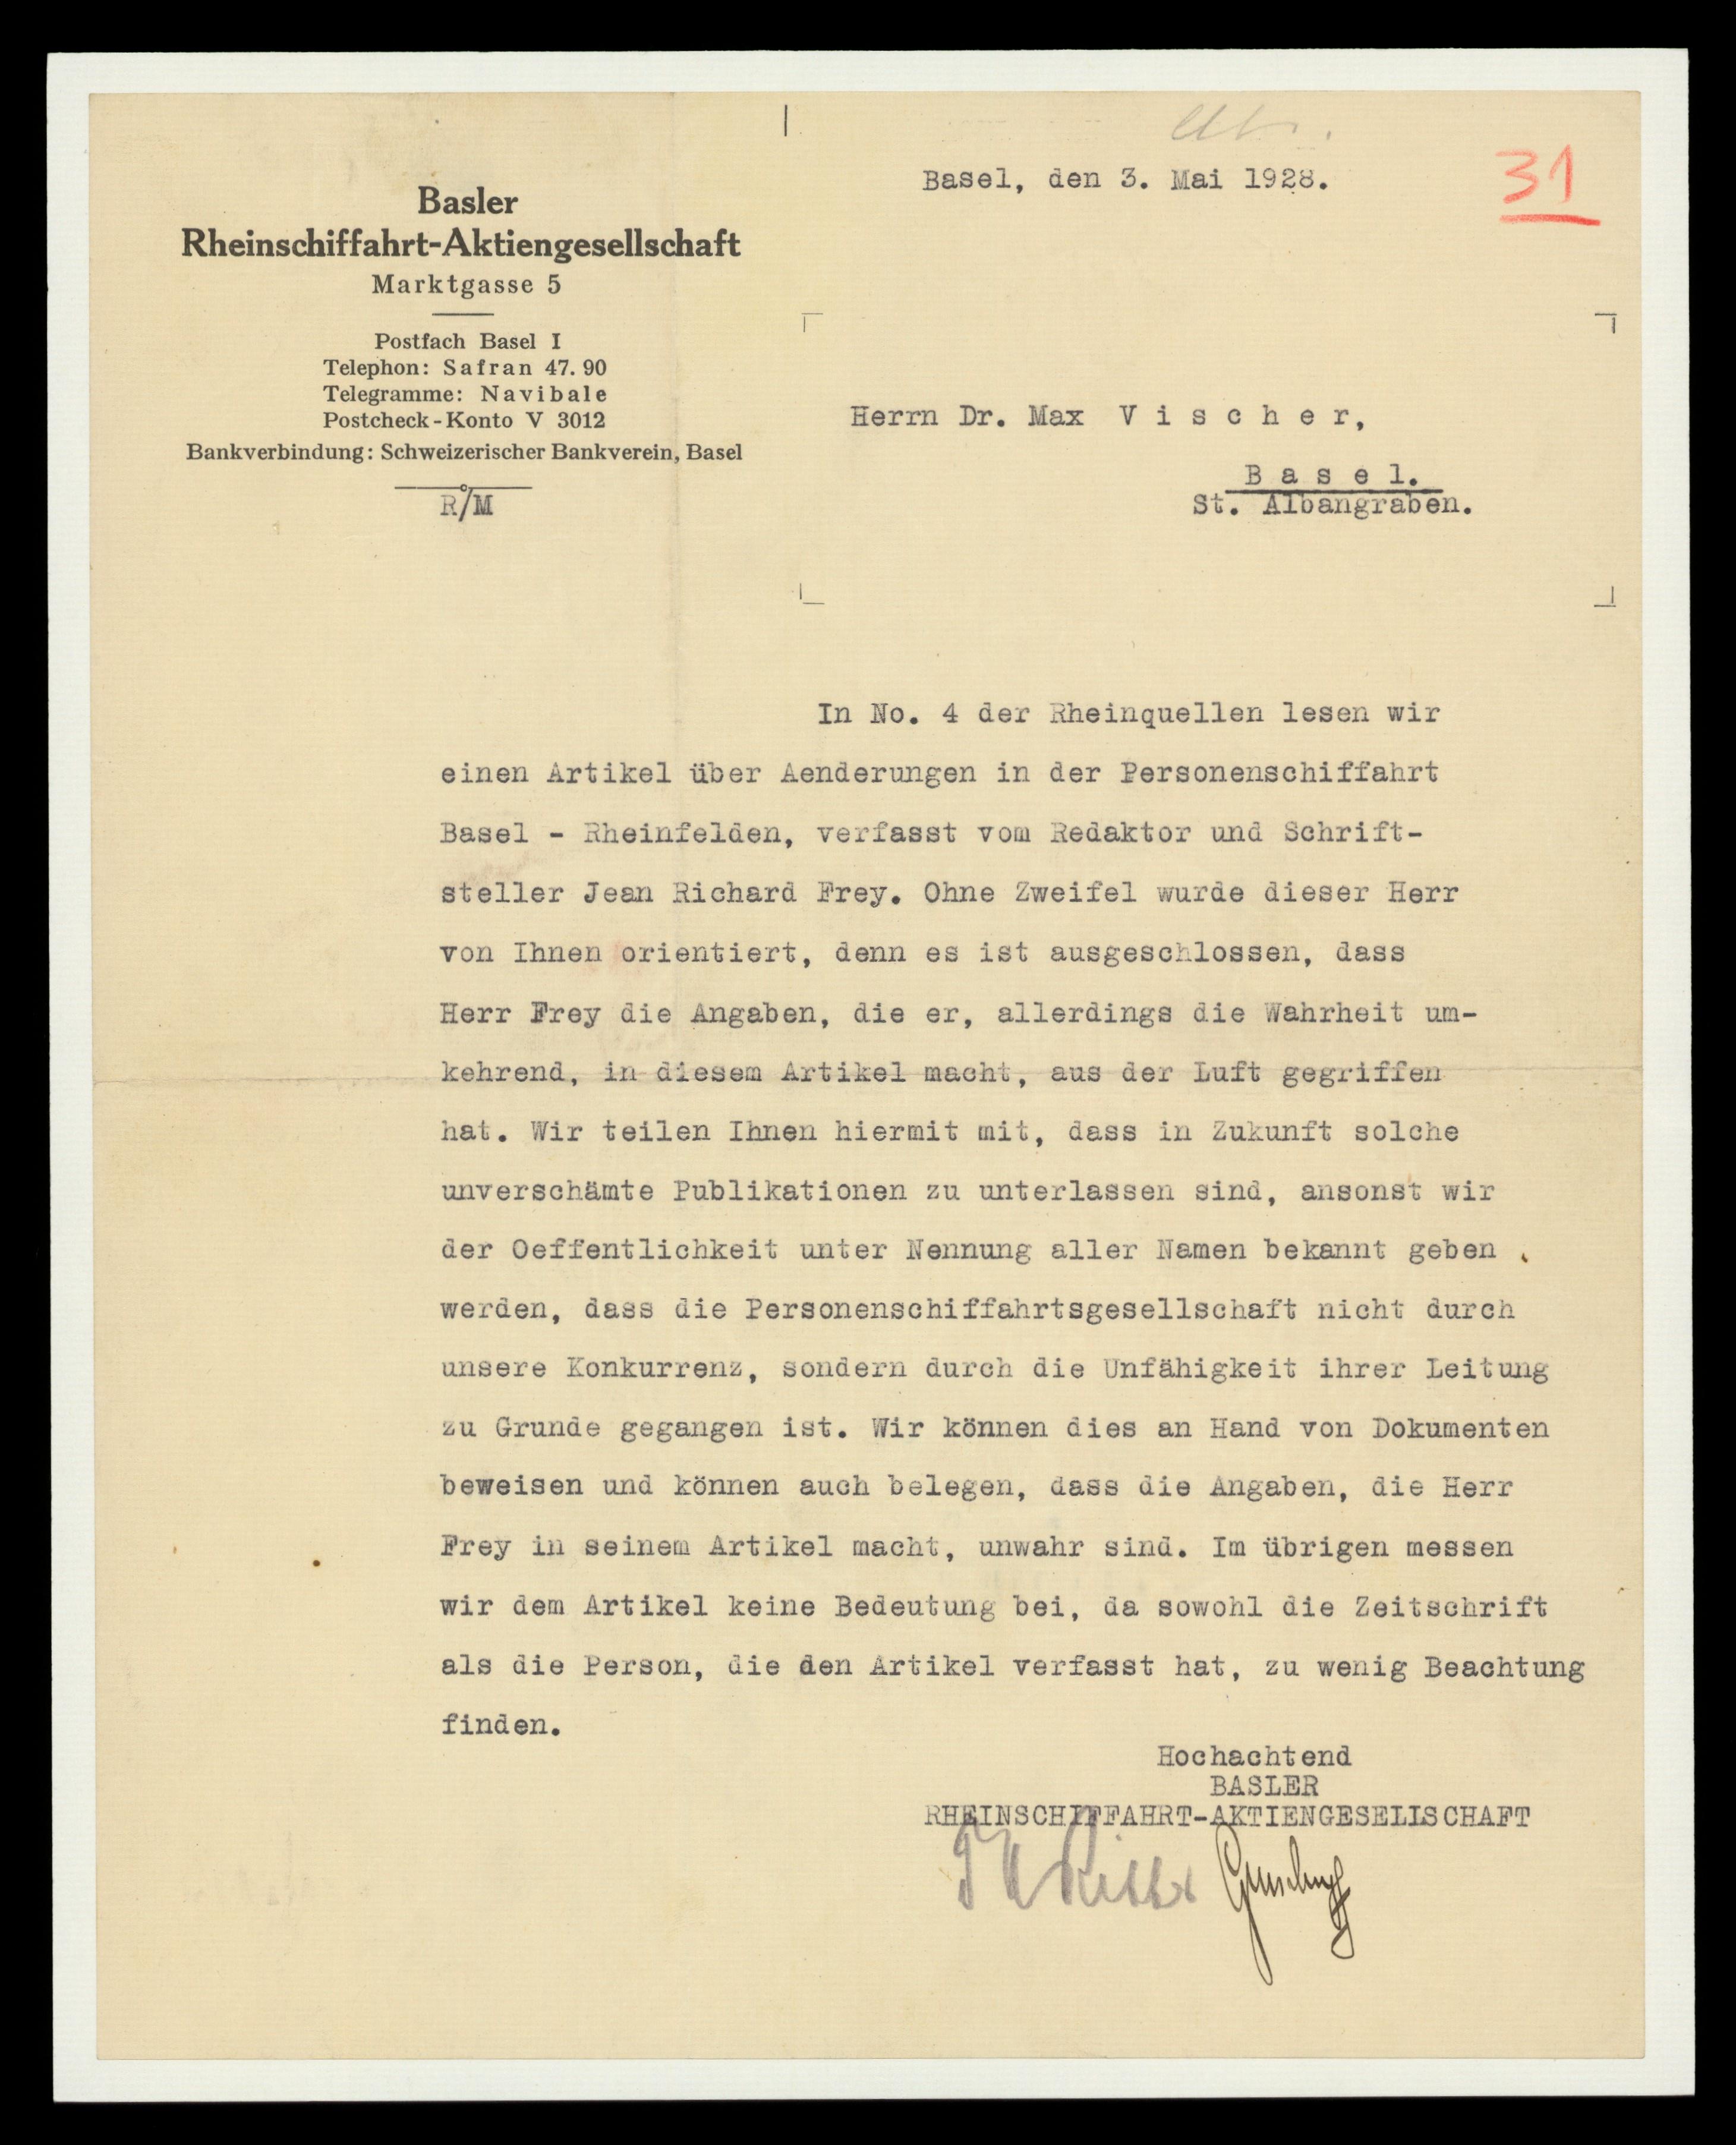 Basel, den 3. Mai 1928.
31
Basler
Rheinschiffahrt-Aktiengesellschaft
Marktgasse 5
Postfach Basel I
Telephon: Safran 47.90
Telegramme: Navibale
Postcheck-Konto V 3012
Bankverbindung: Schweizerischer Bankverein, Basel
R/M
Herrn Dr. Max V i s c h e r,
B a s e l.
St. Albangraben.
In No. 4 der Rheinquellen lesen wir
einen Artikel über Aenderungen in der Personenschiffahrt
Basel - Rheinfelden, verfasst vom Redaktor und Schrift-
steller Jean Richard Frey. Ohne Zweifel wurde dieser Herr
von Ihnen orientiert, denn es ist ausgeschlossen, dass
Herr Frey die Angaben, die er, allerdings die Wahrheit um-
kehrend, in diesem Artikel macht, aus der Luft gegriffen
hat. Wir teilen Ihnen hiermit mit, dass in Zukunft solche
unverschämte Publikationen zu unterlassen sind, ansonst wir
der Oeffentlichkeit unter Nennung aller Namen bekannt geben
werden, dass die Personenschiffahrtsgesellschaft nicht durch
unsere Konkurrenz, sondern durch die Unfähigkeit ihrer Leitung
zu Grunde gegangen ist. Wir können dies an Hand von Dokumenten
beweisen und können auch belegen, dass die Angaben, die Herr
Frey in seinem Artikel macht, unwahr sind. Im übrigen messen
wir dem Artikel keine Bedeutung bei, da sowohl die Zeitschrift
als die Person, die den Artikel verfasst hat, zu wenig Beachtung
finden.
Hochachtend
BASLER
RHEINSCHIFFAHRT-AKTIENGESELLSCHAFT